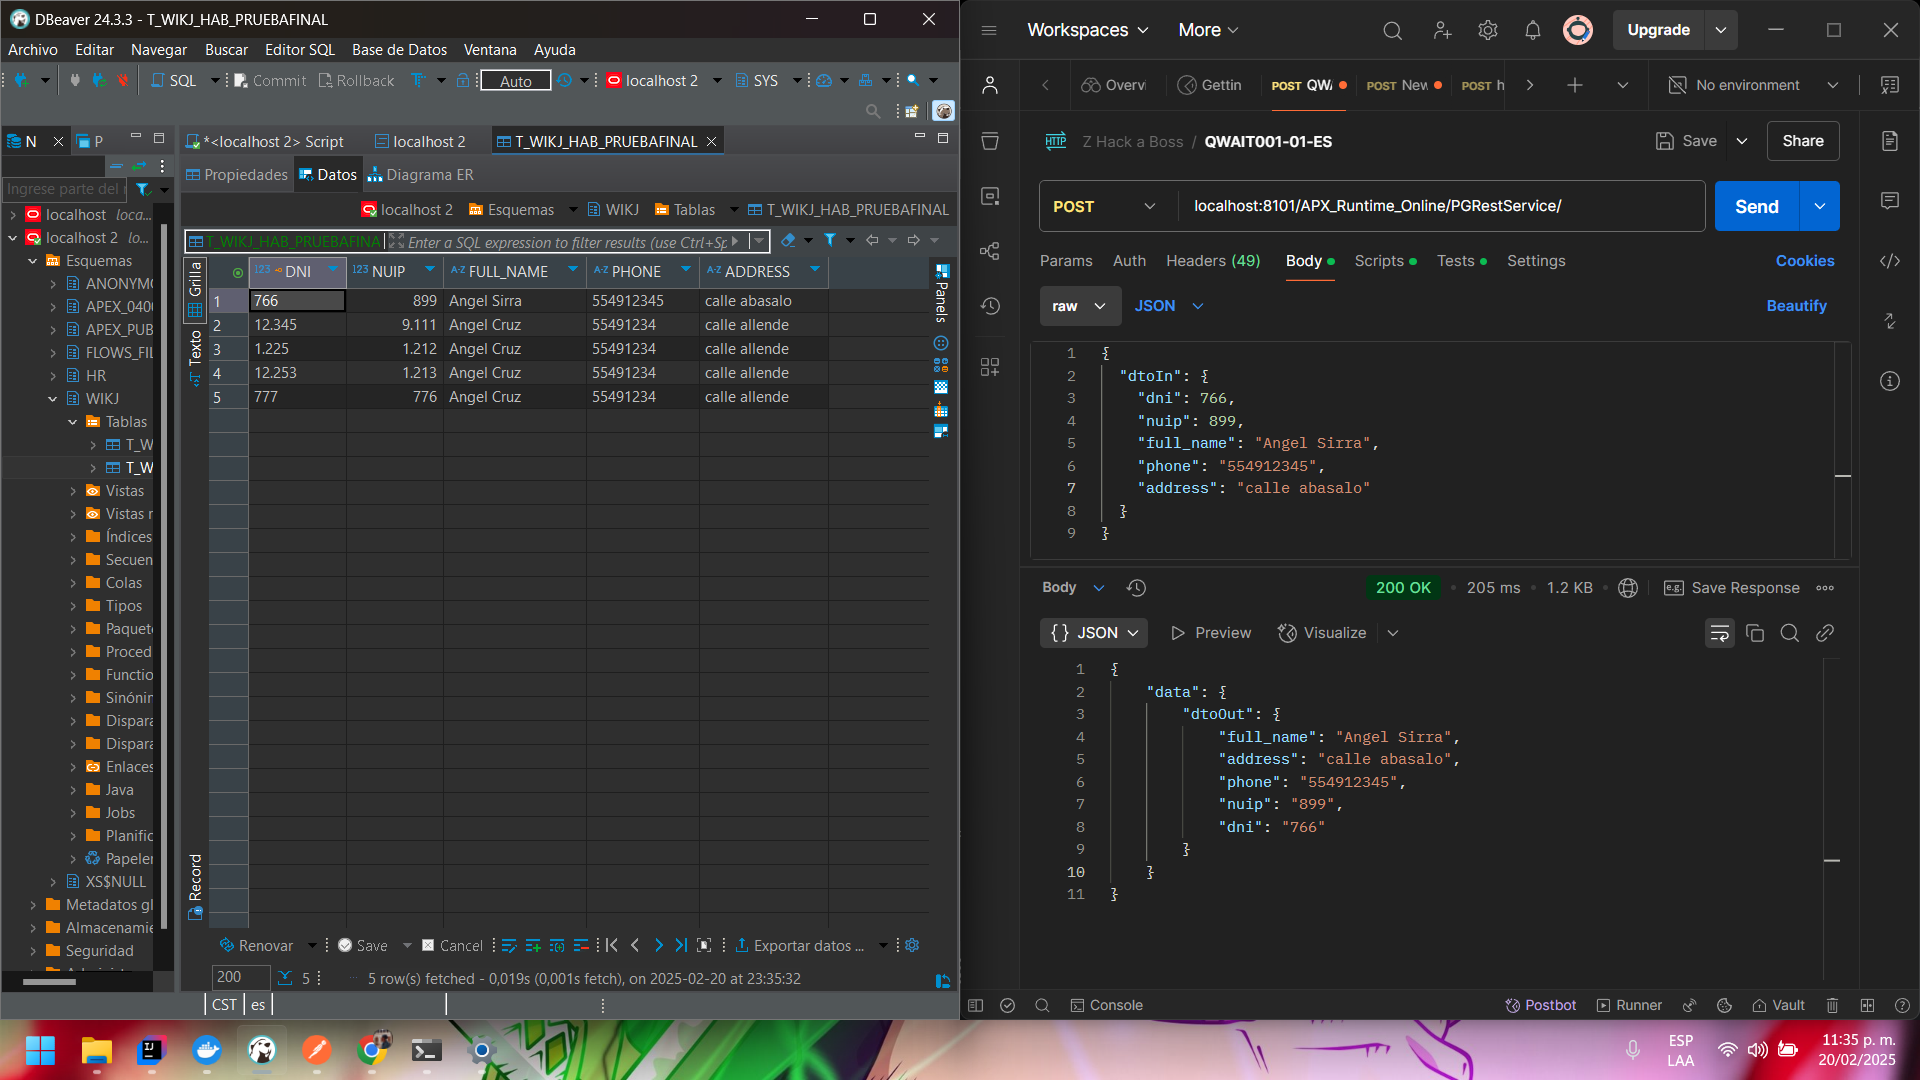 DBeaver 24.3.3 - T_WIKJ_HAB_PRUEBAFINAL
Archivo Editar Navegar Buscar Editor SQL Base de Datos Ventana Ayuda
SQL Commit Rollback Auto localhost 2 SYS
N P
*<localhost 2> Script localhost 2 T_WIKJ_HAB_PRUEBAFINAL
Propiedades Datos Diagrama ER
Ingrese parte del
localhost 2 Esquemas WIKJ Tablas T_WIKJ_HAB_PRUEBAFINAL
T_WIKJ_HAB_PRUEBAFINA Enter a SQL expression to filter results (use Ctrl+Sp
localhost loca...
localhost 2 lo...
Esquemas
ANONYM
APEX_040
APEX_PUB
FLOWS_FIL
HR
WIKJ
Tablas
T_W
T_W
Vistas
Vistas r
Índices
Secuen
Colas
Tipos
Paquet
Proced
Functio
Sinónin
Dispara
Dispara
Enlaces
Java
Jobs
Planific
Papeler
XS$NULL
Metadatos gl
Almacenamie
Seguridad
Grilla
Texto
Record
Panels
123 DNI 123 NUIP A-Z FULL_NAME A-Z PHONE A-Z ADDRESS
1 766 899 Angel Sirra 554912345 calle abasalo
2 12.345 9.111 Angel Cruz 55491234 calle allende
3 1.225 1.212 Angel Cruz 55491234 calle allende
4 12.253 1.213 Angel Cruz 55491234 calle allende
5 777 776 Angel Cruz 55491234 calle allende
Renovar Save Cancel Exportar datos ...
200 5 5 row(s) fetched - 0,019s (0,001s fetch), on 2025-02-20 at 23:35:32
CST es
Workspaces More Upgrade
Overvi Gettin POST QWA POST New POST h No environment
HTTP Z Hack a Boss / QWAIT001-01-ES Save Share
POST localhost:8101/APX_Runtime_Online/PGRestService/ Send
Params Auth Headers (49) Body Scripts Tests Settings Cookies
raw JSON Beautify
1 {
2 "dtoIn": {
3 "dni": 766,
4 "nuip": 899,
5 "full_name": "Angel Sirra",
6 "phone": "554912345",
7 "address": "calle abasalo"
8 }
9 }
Body 200 OK 205 ms 1.2 KB e.g. Save Response
{} JSON Preview Visualize
1 {
2 "data": {
3 "dtoOut": {
4 "full_name": "Angel Sirra",
5 "address": "calle abasalo",
6 "phone": "554912345",
7 "nuip": "899",
8 "dni": "766"
9 }
10 }
11 }
Console Postbot Runner Vault
ESP
LAA
11:35 p. m.
20/02/2025